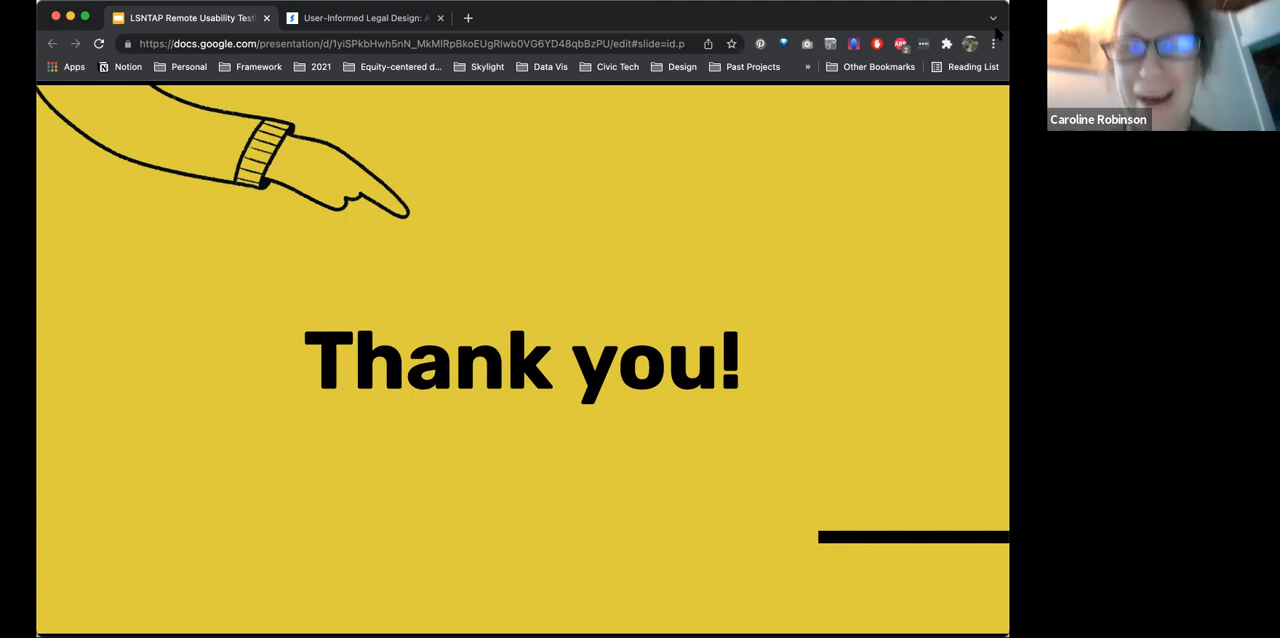 LSNTAP Remote Usability Test
User-Informed Legal Design: A
https://docs.google.com/presentation/d/1yiSPkbHwh5nN_MkMIRpBkoEUgRIwb0VG6YD48qbBzPU/edit#slide=id.p
Apps
Notion
Personal
Framework
2021
Equity-centered d...
Skylight
Data Vis
Civic Tech
Design
Past Projects
»
Other Bookmarks
Reading List
Caroline Robinson
Thank you!